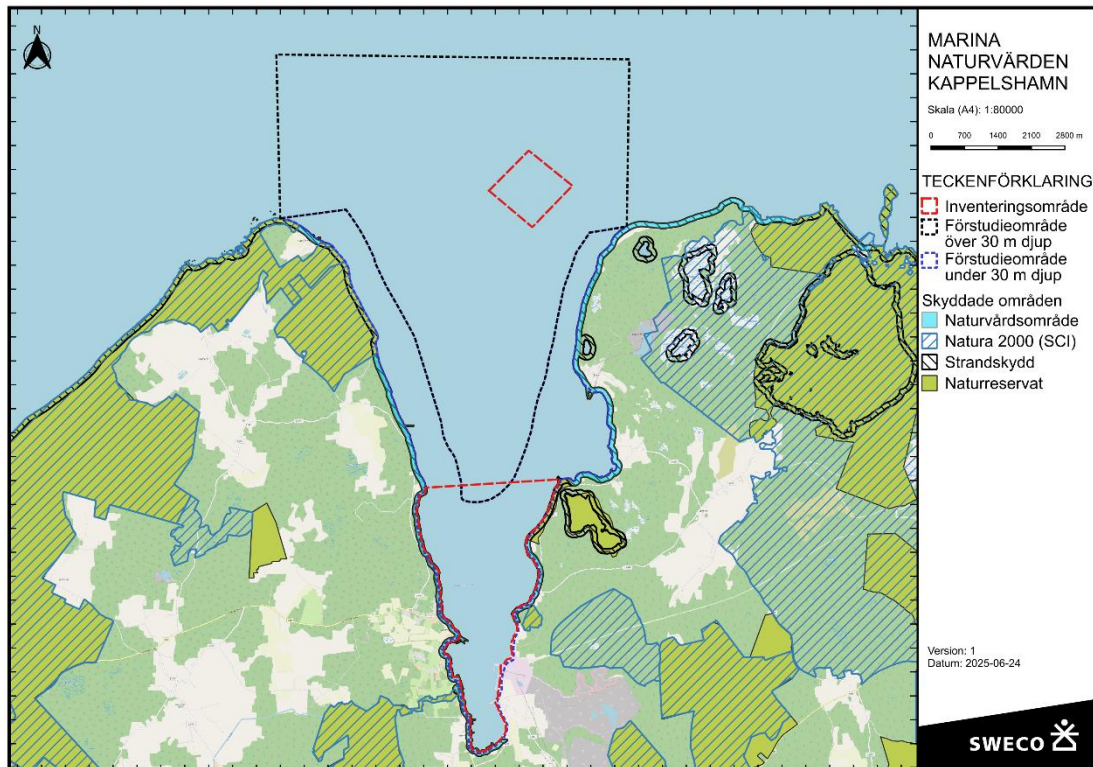 N
MARINA
NATURVÄRDEN
KAPPELSHAMN
Skala (A4): 1:80000
0 700 1400 2100 2800 m
TECKENFÖRKLARING
Inventeringsområde
Förstudieområde
över 30 m djup
Förstudieområde
under 30 m djup
Skyddade områden
Naturvårdsområde
Natura 2000 (SCI)
Strandskydd
Naturreservat
Version: 1
Datum: 2025-06-24
SWECO